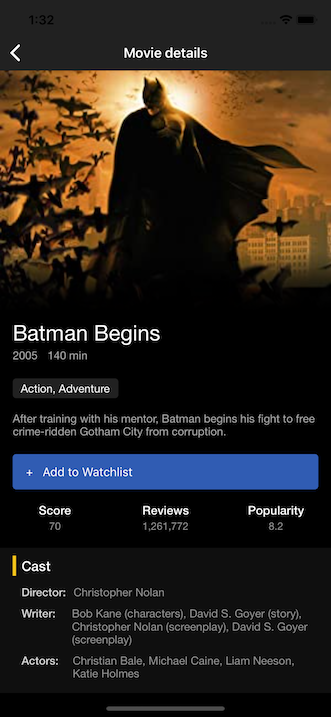 1:32
Movie details
Batman Begins
2005 140 min
Action, Adventure
After training with his mentor, Batman begins his fight to free
crime-ridden Gotham City from corruption.
+ Add to Watchlist
Score Reviews Popularity
70 1,261,772 8.2
Cast
Director: Christopher Nolan
Writer: Bob Kane (characters), David S. Goyer (story),
Christopher Nolan (screenplay), David S. Goyer
(screenplay)
Actors: Christian Bale, Michael Caine, Liam Neeson,
Katie Holmes